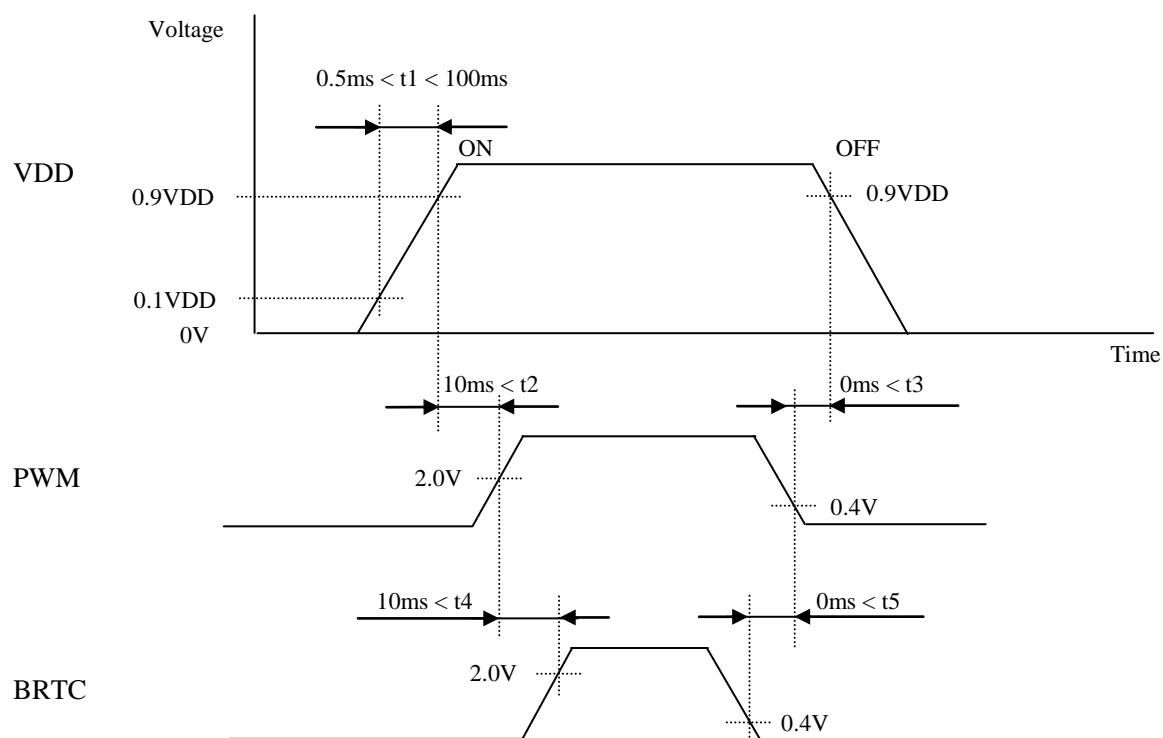 Voltage
0.5ms < t1 < 100ms
ON
OFF
VDD
0.9VDD
0.9VDD
0.1VDD
0V
Time
10ms < t2
0ms < t3
PWM
2.0V
0.4V
10ms < t4
0ms < t5
BRTC
2.0V
0.4V